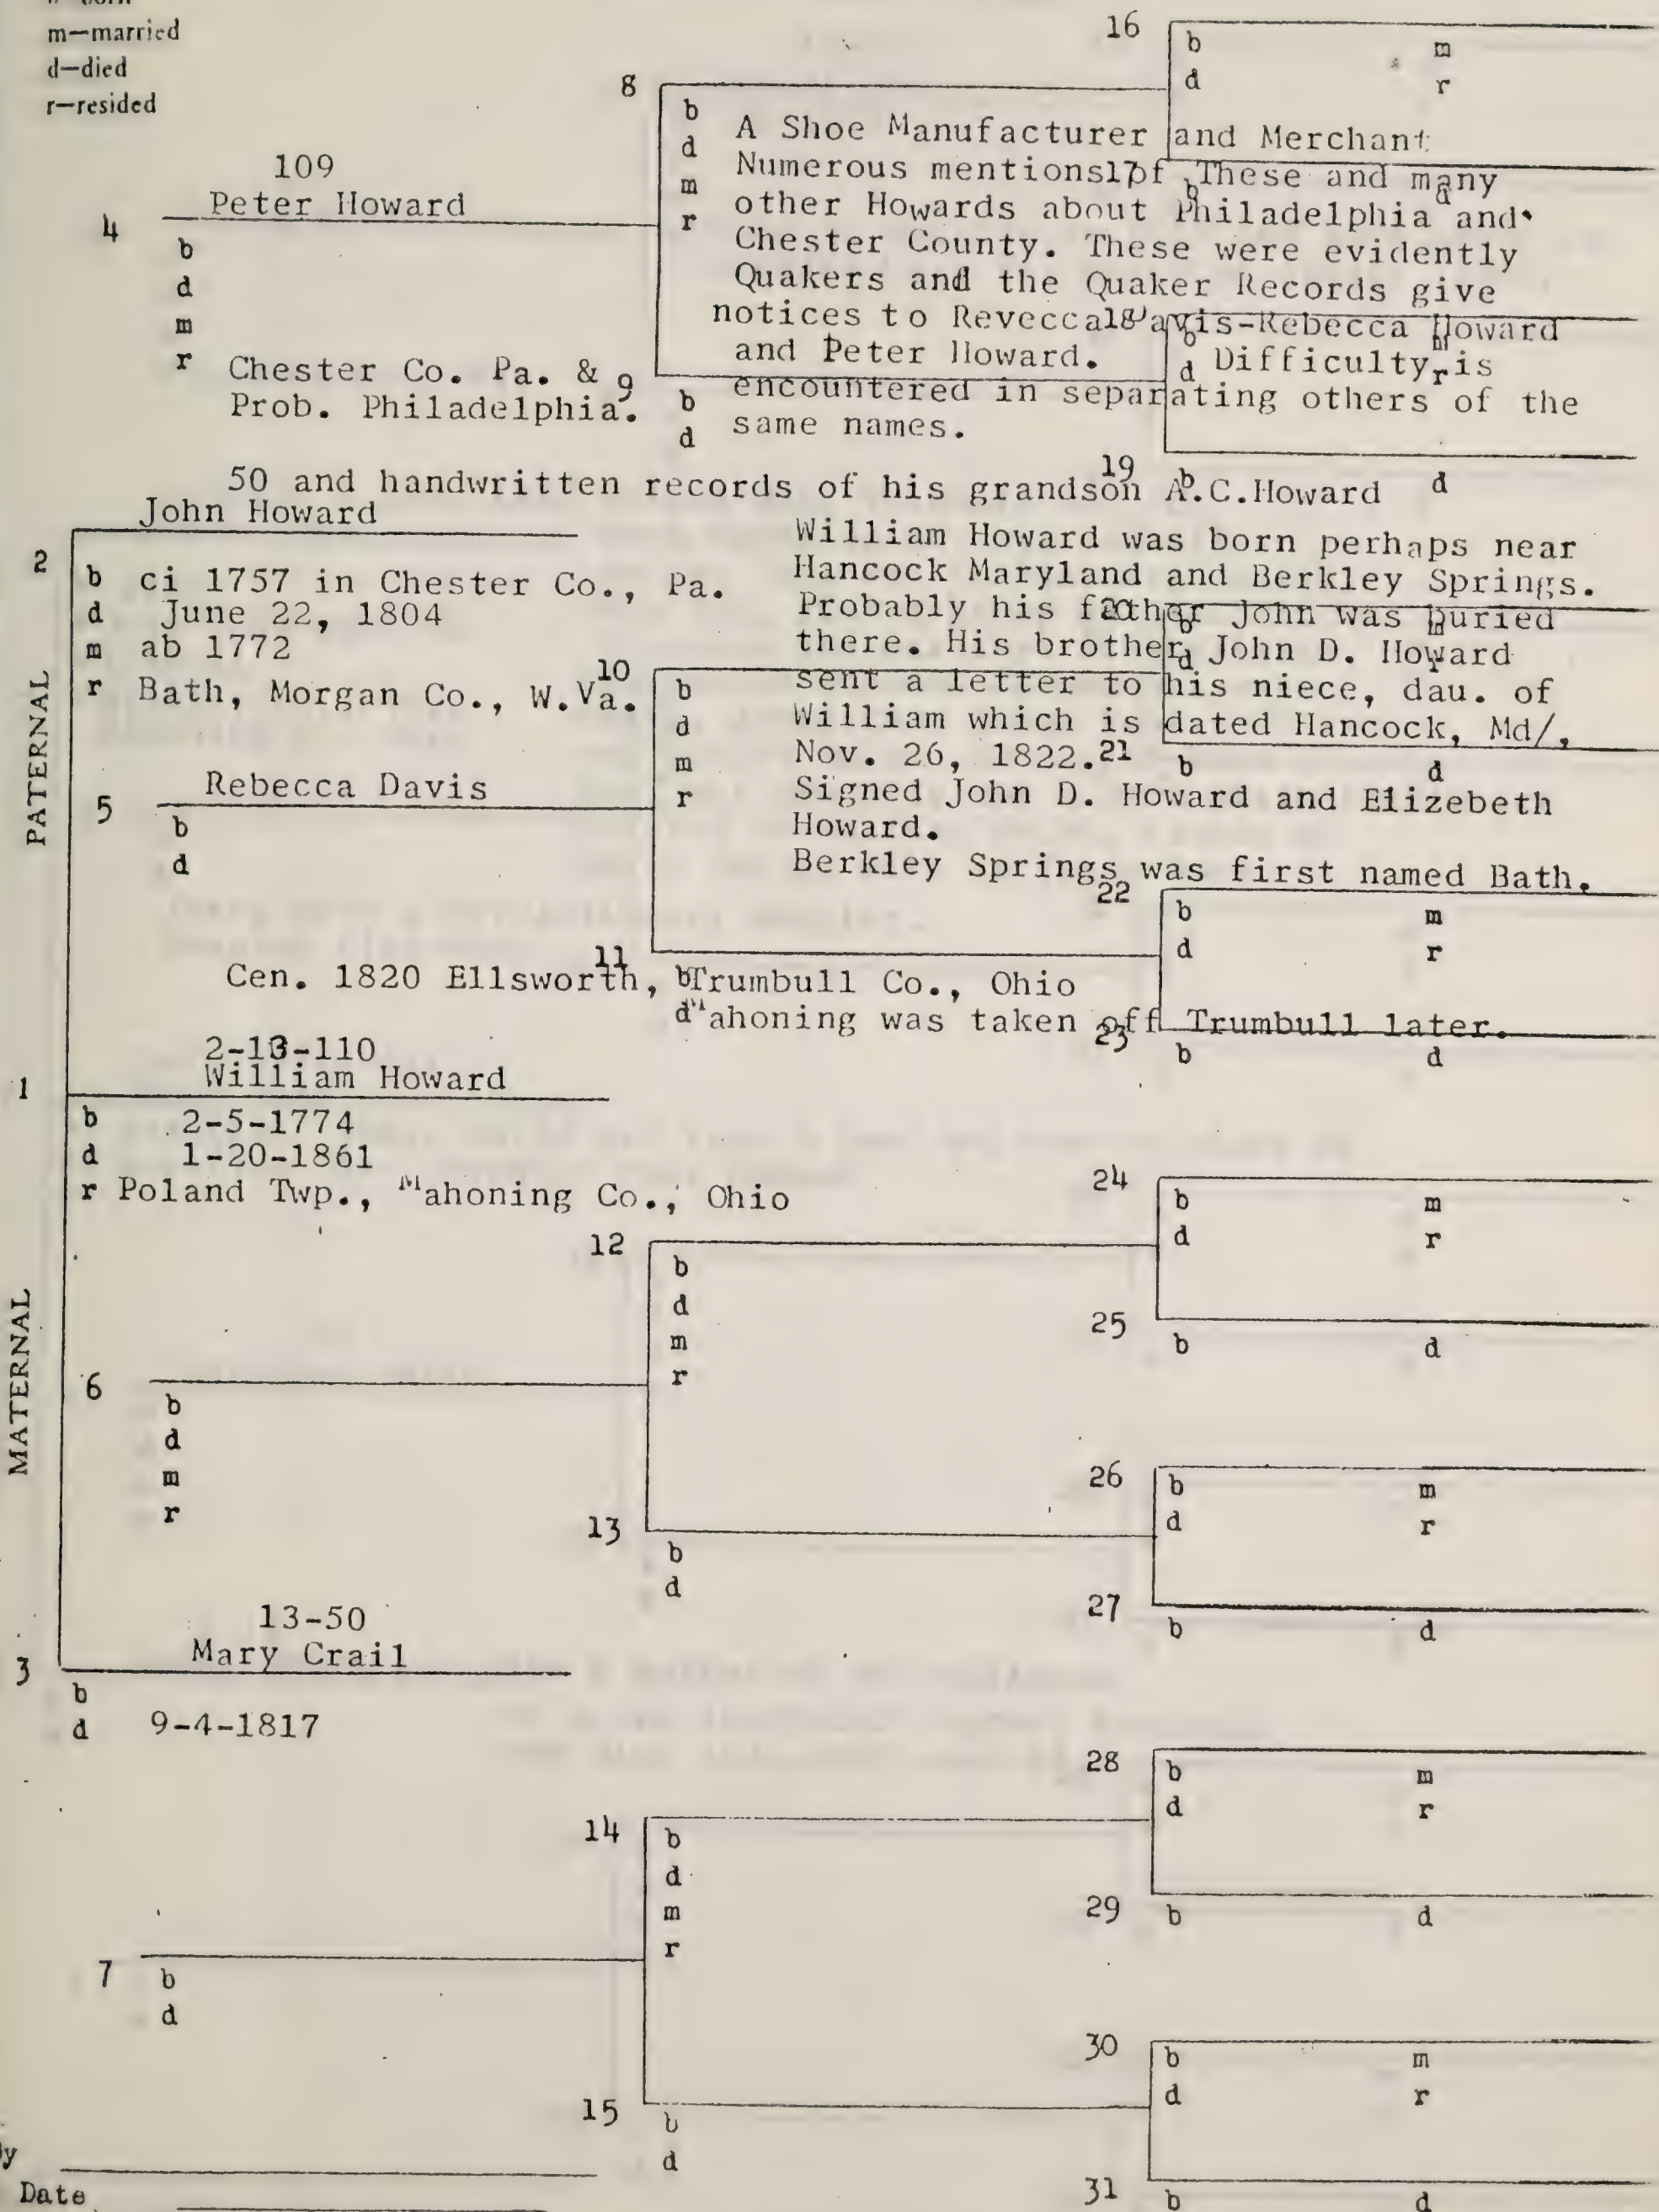 m—married
d—died
r—resided
16
b m
d r
8
b
d
m
r
A Shoe Manufacturer and Merchant
Numerous mentions of These and many
17
b d
other Howards about Philadelphia and
Chester County. These were evidently
Quakers and the Quaker Records give
notices to Reveccal Davis-Rebecca Howard
18
b m
and Peter Howard. Difficulty is
d r
encountered in separating others of the
same names.
109
Peter Howard
4
b
d
m
r Chester Co. Pa. &
Prob. Philadelphia.
9
b
d
19
b d
50 and handwritten records of his grandson A.C.Howard
John Howard
2
b ci 1757 in Chester Co., Pa.
d June 22, 1804
m ab 1772
r Bath, Morgan Co., W.Va.
William Howard was born perhaps near
Hancock Maryland and Berkley Springs.
Probably his father John was buried
20
b m
there. His brother John D. Howard
d r
sent a letter to his niece, dau. of
William which is dated Hancock, Md/,
Nov. 26, 1822.
21
b d
Signed John D. Howard and Elizebeth
Howard.
Berkley Springs was first named Bath.
10
b
d
m
r
PATERNAL
5
Rebecca Davis
b
d
22
b m
d r
11
b
d
Cen. 1820 Ellsworth, Trumbull Co., Ohio
Mahoning was taken off Trumbull later.
23
b d
2-13-110
William Howard
1
b 2-5-1774
d 1-20-1861
r Poland Twp., Mahoning Co., Ohio
24
b m
d r
12
b
d
m
r
25
b d
MATERNAL
6
b
d
m
r
26
b m
d r
13
b
d
27
b d
13-50
Mary Crail
3
b
d 9-4-1817
28
b m
d r
14
b
d
m
r
29
b d
7
b
d
30
b m
d r
15
b
d
31
b d
Date